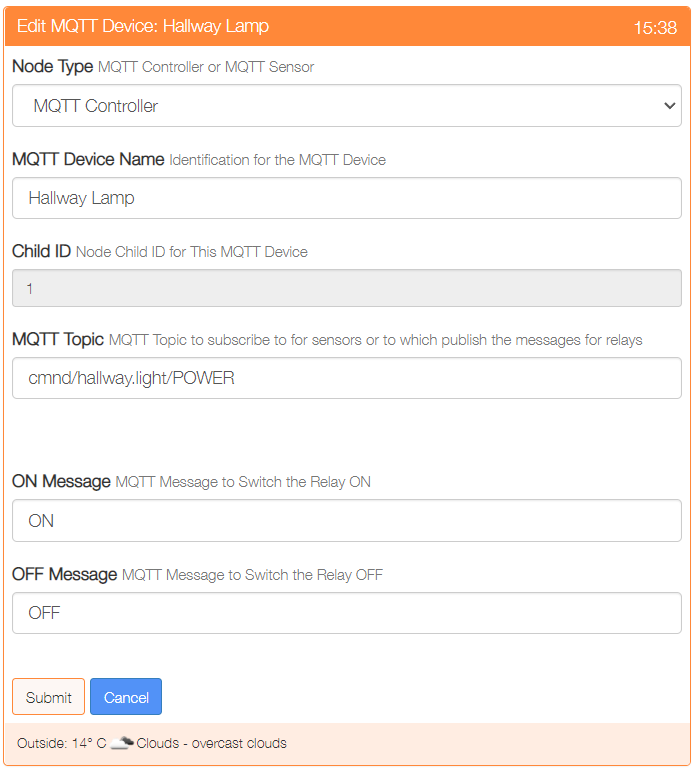 Edit MQTT Device: Hallway Lamp 15:38
Node Type MQTT Controller or MQTT Sensor
MQTT Controller
MQTT Device Name Identification for the MQTT Device
Hallway Lamp
Child ID Node Child ID for This MQTT Device
1
MQTT Topic MQTT Topic to subscribe to for sensors or to which publish the messages for relays
cmnd/hallway.light/POWER
ON Message MQTT Message to Switch the Relay ON
ON
OFF Message MQTT Message to Switch the Relay OFF
OFF
Submit Cancel
Outside: 14° C Clouds - overcast clouds